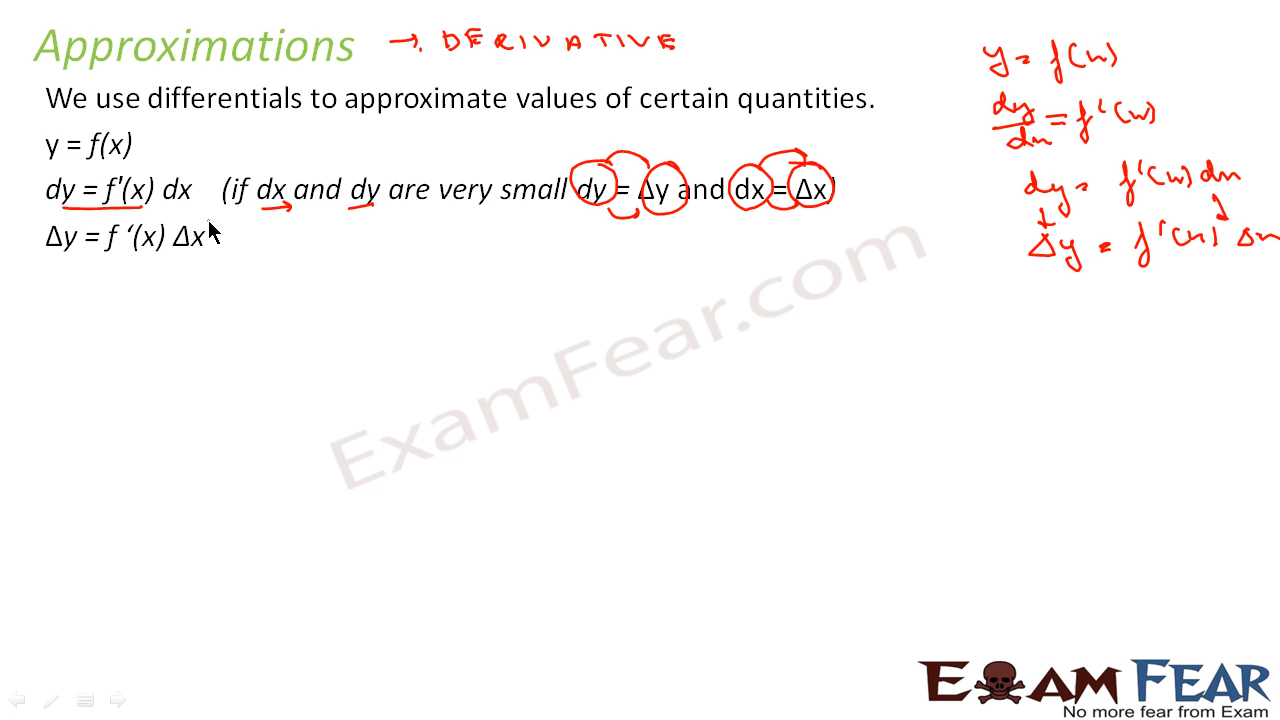 Approximations → DERIVATIVE
We use differentials to approximate values of certain quantities.
y = f(x)
dy = f'(x) dx (if dx and dy are very small dy = Δy and dx = Δx)
Δy = f ‘(x) Δx
y = f(x)
dy/dx = f'(x)
dy = f'(x) dx
Δy = f'(x) Δx
ExamFear.com
EXAM FEAR
No more fear from Exam